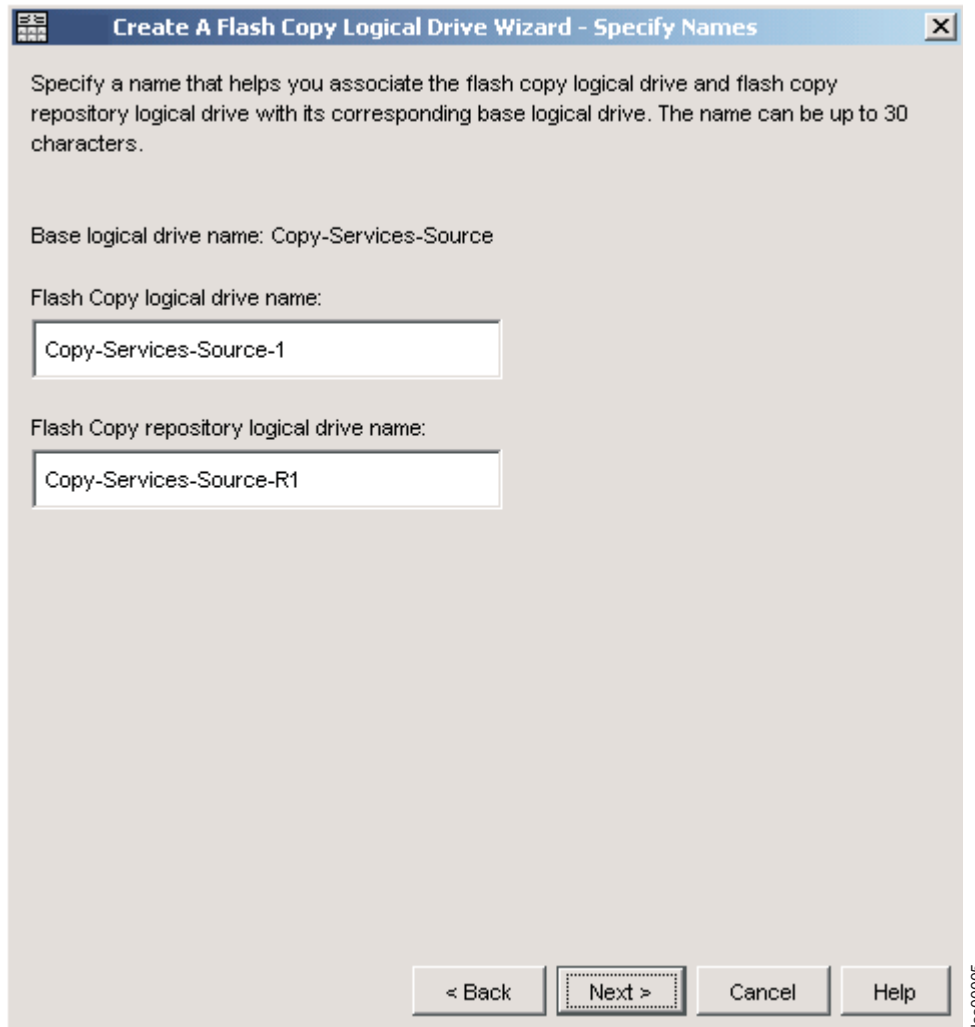 Create A Flash Copy Logical Drive Wizard - Specify Names
Specify a name that helps you associate the flash copy logical drive and flash copy
repository logical drive with its corresponding base logical drive. The name can be up to 30
characters.
Base logical drive name: Copy-Services-Source
Flash Copy logical drive name:
Copy-Services-Source-1
Flash Copy repository logical drive name:
Copy-Services-Source-R1
< Back
Next >
Cancel
Help